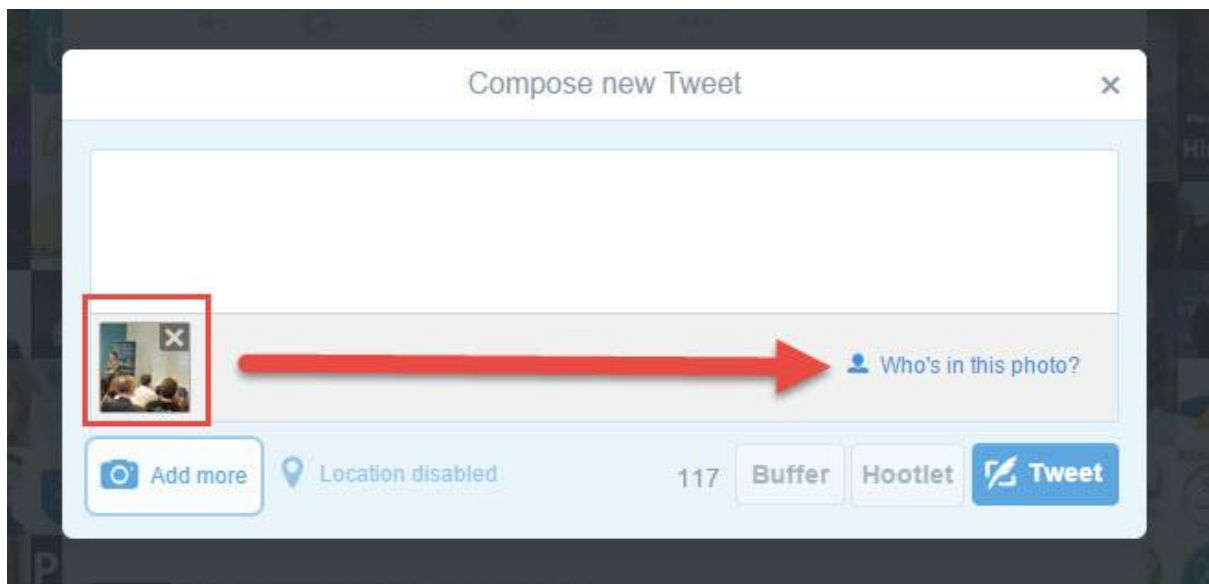 Compose new Tweet
Who's in this photo?
Add more
Location disabled
117
Buffer
Hootlet
Tweet